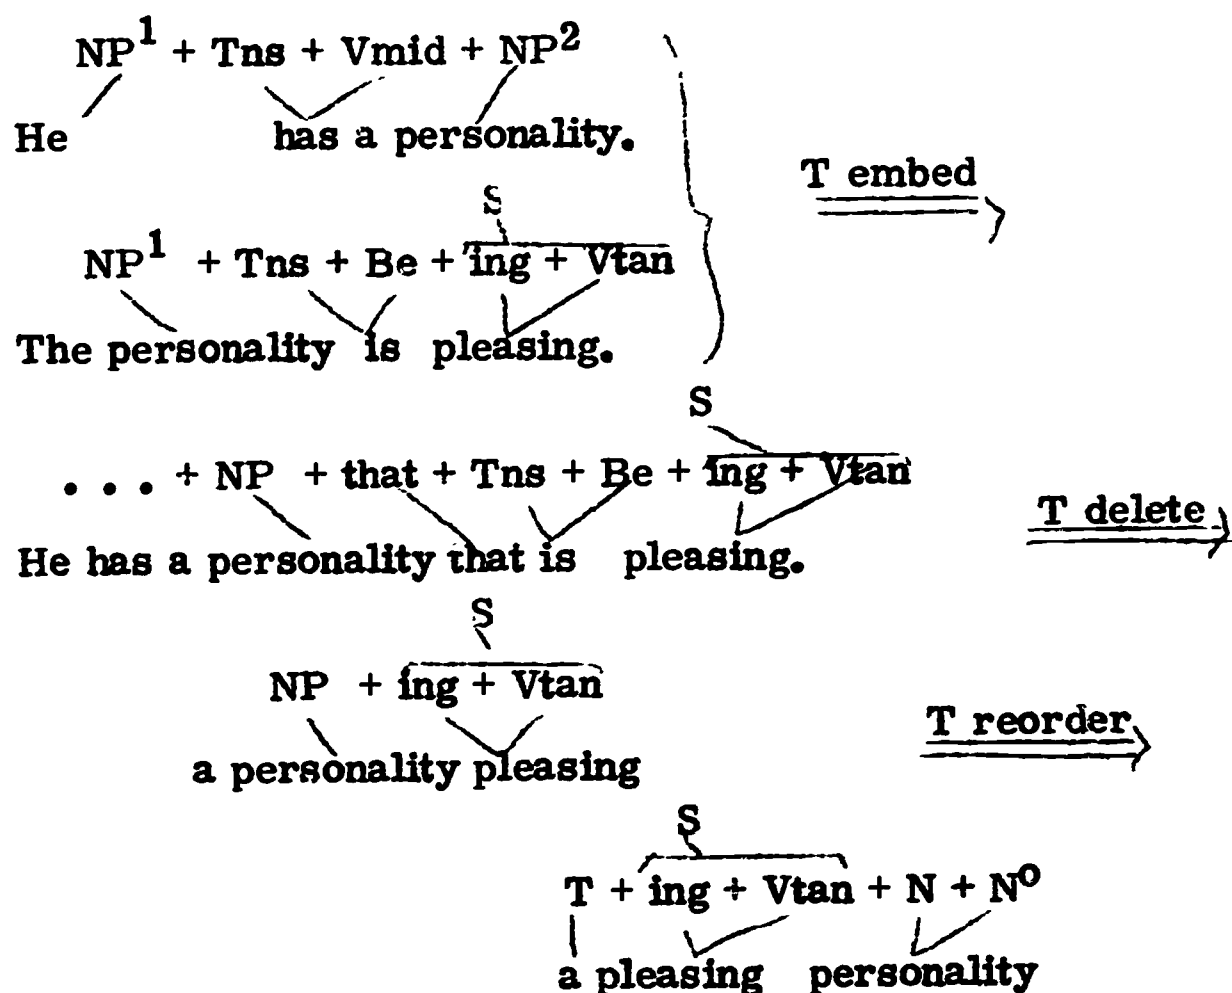 NP¹ + Tns + Vmid + NP²
He has a personality.
T embed
S
NP¹ + Tns + Be + ing + Vtan
The personality is pleasing.
S
. . . + NP + that + Tns + Be + ing + Vtan
T delete
He has a personality that is pleasing.
S
NP + ing + Vtan
T reorder
a personality pleasing
S
T + ing + Vtan + N + Nº
a pleasing personality